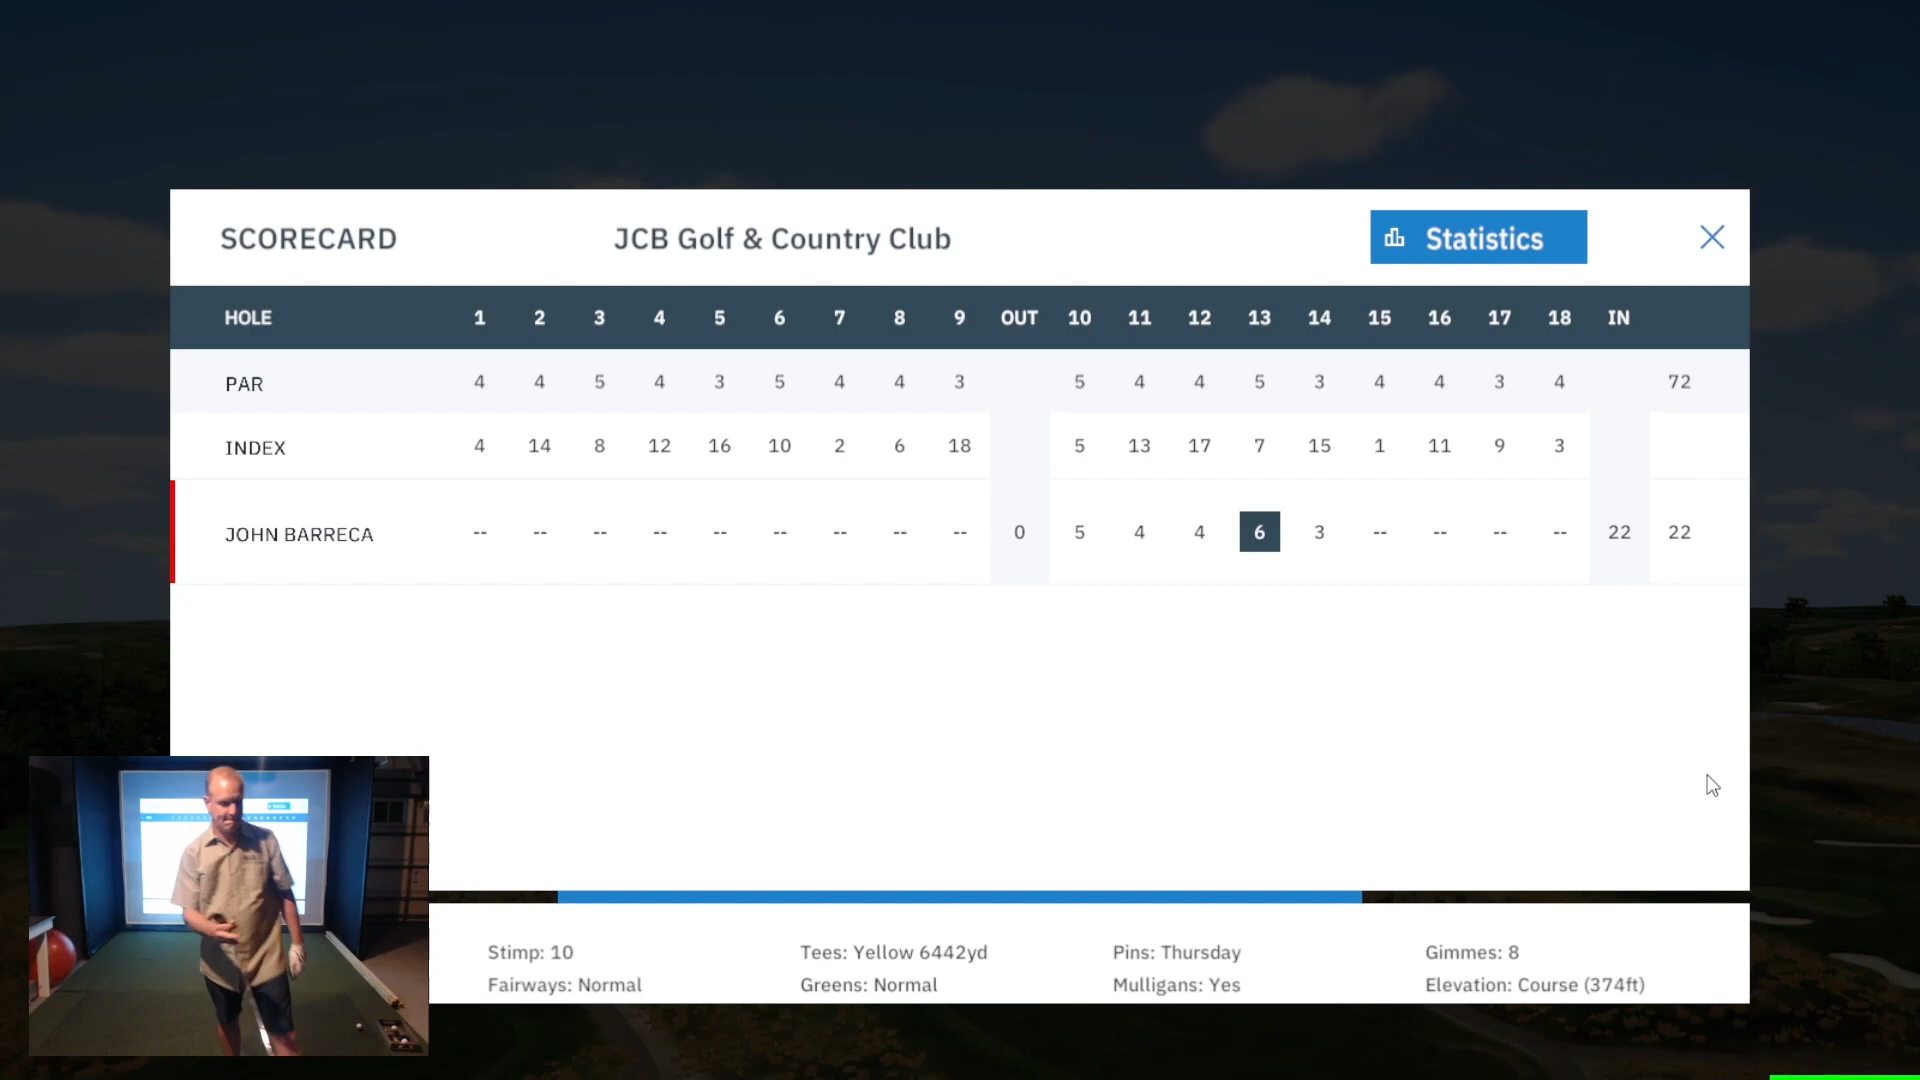 SCORECARD JCB Golf & Country Club Statistics
HOLE 1 2 3 4 5 6 7 8 9 OUT 10 11 12 13 14 15 16 17 18 IN
PAR 4 4 5 4 3 5 4 4 3 5 4 4 5 3 4 4 3 4 72
INDEX 4 14 8 12 16 10 2 6 18 5 13 17 7 15 1 11 9 3
JOHN BARRECA -- -- -- -- -- -- -- -- -- 0 5 4 4 6 3 -- -- -- -- 22 22
Stimp: 10 Tees: Yellow 6442yd Pins: Thursday Gimmes: 8
Fairways: Normal Greens: Normal Mulligans: Yes Elevation: Course (374ft)